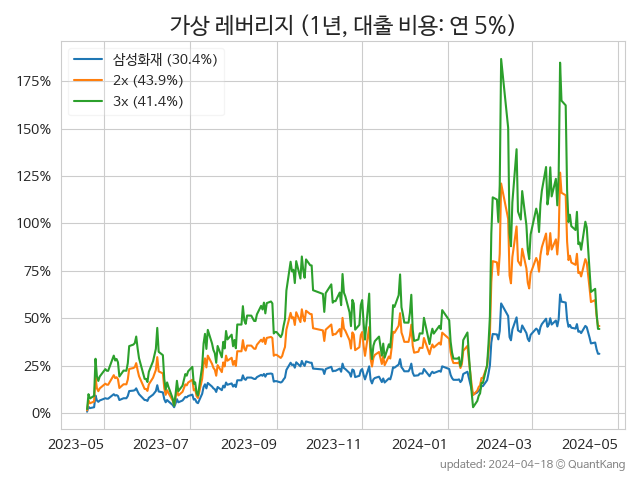 가상 레버리지 (1년, 대출 비용: 연 5%)
삼성화재 (30.4%)
2x (43.9%)
3x (41.4%)
175%
150%
125%
100%
75%
50%
25%
0%
2023-05 2023-07 2023-09 2023-11 2024-01 2024-03 2024-05
updated: 2024-04-18 © QuantKang